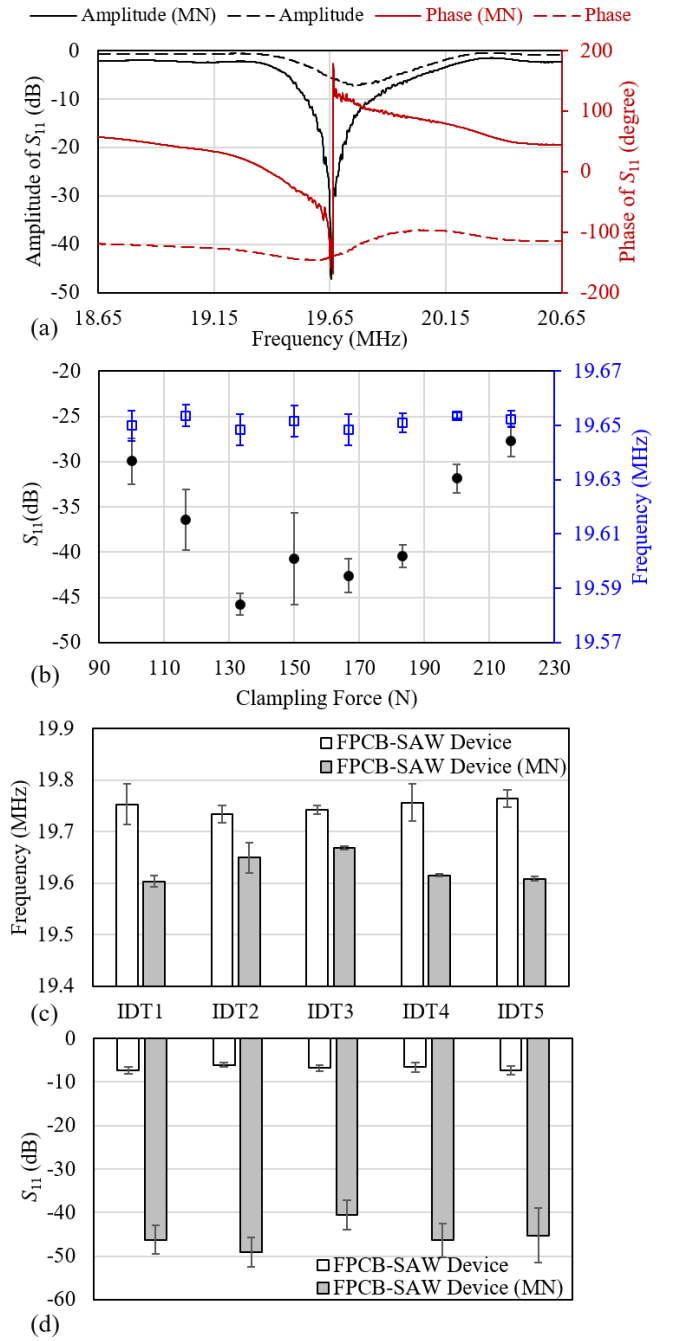 Amplitude (MN) Amplitude Phase (MN) Phase
(a)
Amplitude of S11 (dB)
0
-10
-20
-30
-40
-50
Phase of S11 (degree)
200
100
0
-100
-200
18.65 19.15 19.65 20.15 20.65
Frequency (MHz)
(a)
S11(dB)
-20
-25
-30
-35
-40
-45
-50
Frequency (MHz)
19.67
19.65
19.63
19.61
19.59
19.57
90 110 130 150 170 190 210 230
Clampling Force (N)
(b)
Frequency (MHz)
19.9
19.8
19.7
19.6
19.5
19.4
FPCB-SAW Device
FPCB-SAW Device (MN)
IDT1 IDT2 IDT3 IDT4 IDT5
(c)
S11 (dB)
0
-10
-20
-30
-40
-50
-60
FPCB-SAW Device
FPCB-SAW Device (MN)
(d)